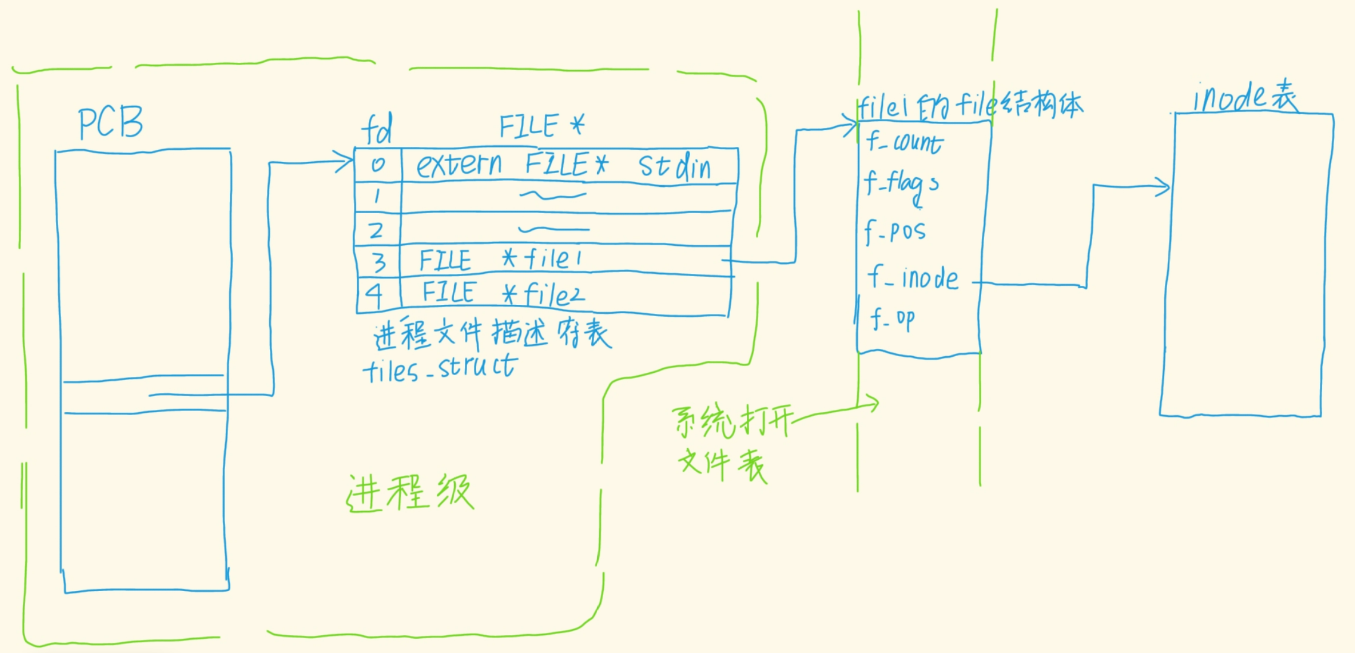 PCB
fd
FILE *
0
extern FILE* stdin
1
2
3
FILE *file1
4
FILE *file2
进程文件描述符表
files_struct
进程级
file1的file结构体
f_count
f_flags
f_pos
f_inode
f_op
系统打开
文件表
inode表